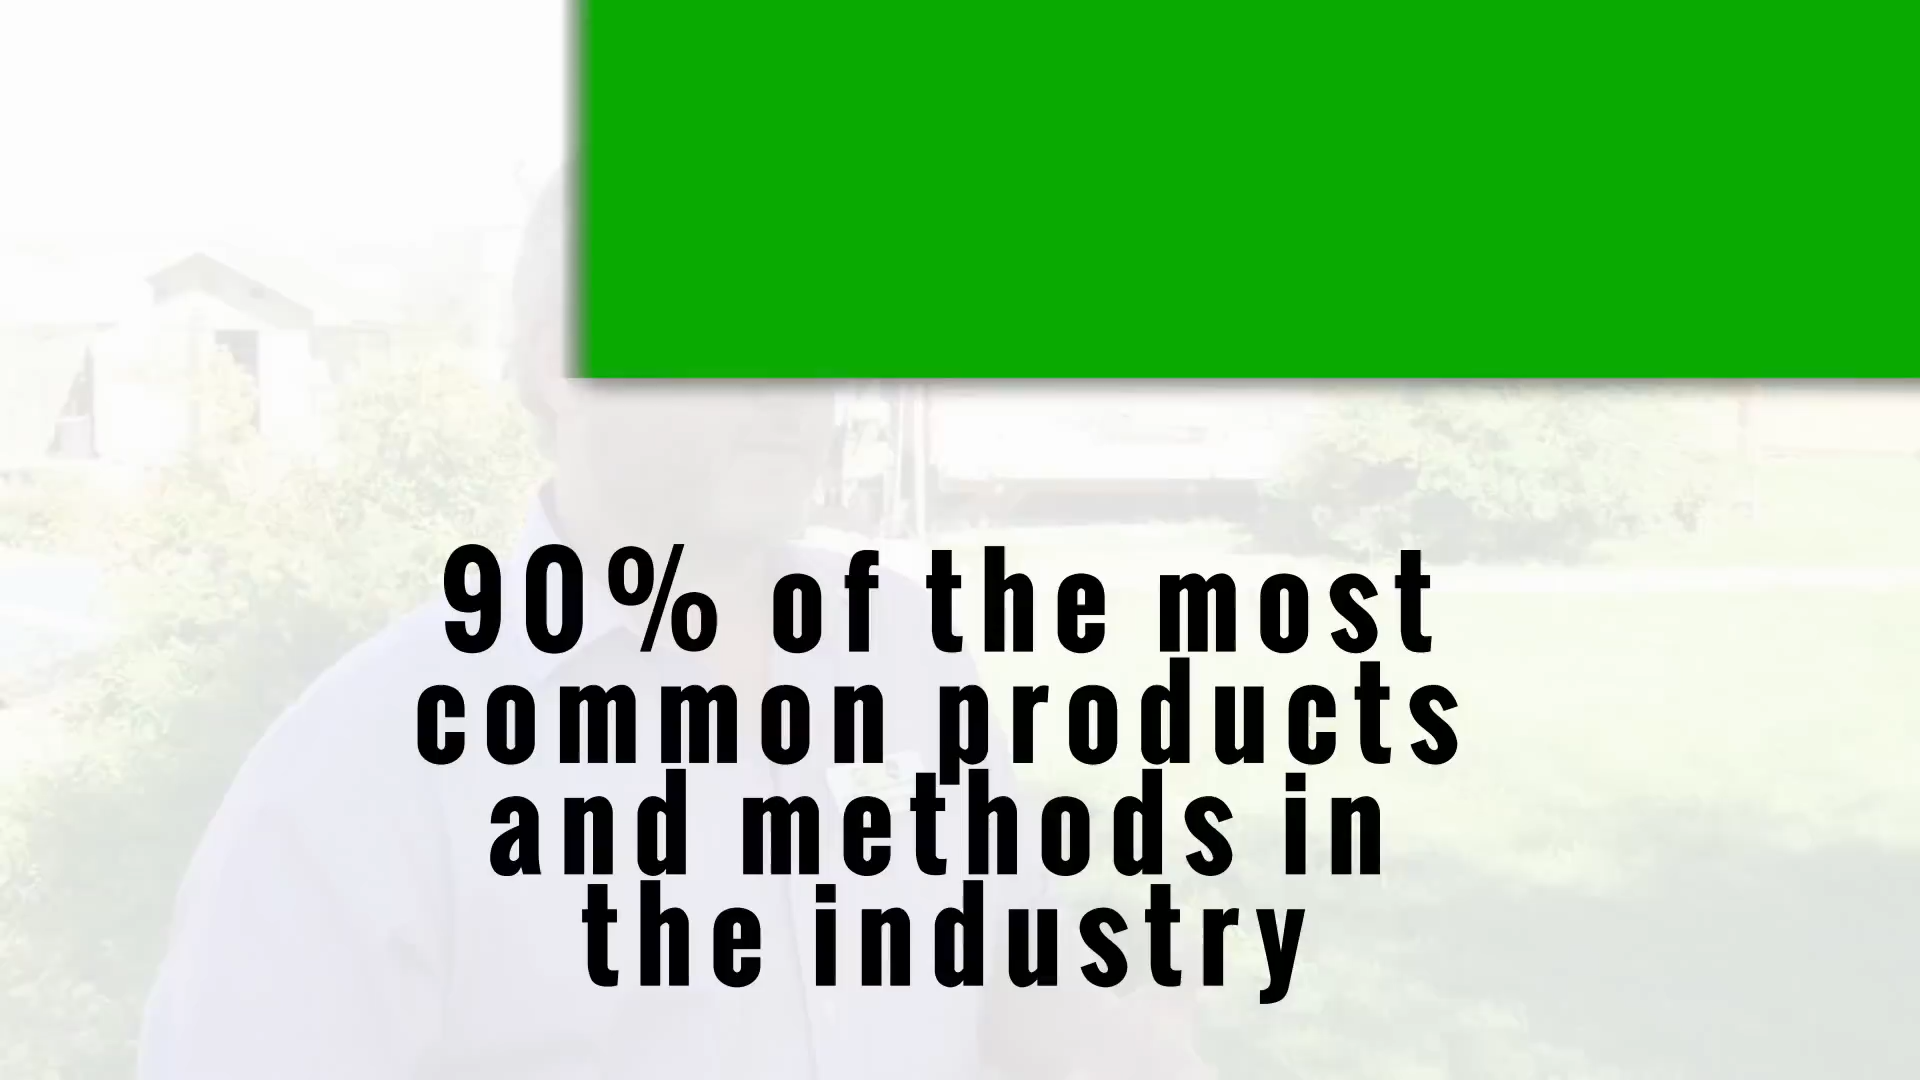 90% of the most
common products
and methods in
the industry